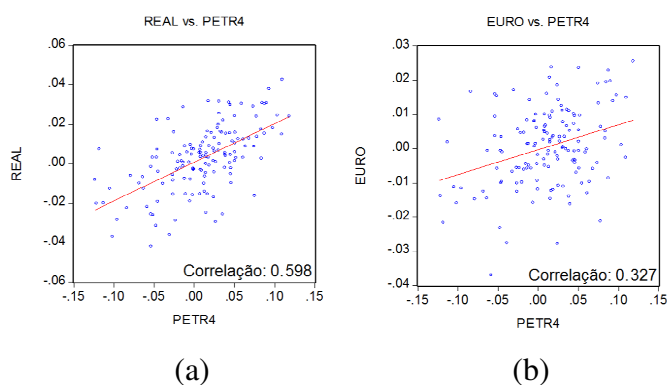 REAL vs. PETR4
.06
.04
.02
.00
-.02
-.04
-.06
REAL
Correlação: 0.598
-.15 -.10 -.05 .00 .05 .10 .15
PETR4
(a)
EURO vs. PETR4
.03
.02
.01
.00
-.01
-.02
-.03
-.04
EURO
Correlação: 0.327
-.15 -.10 -.05 .00 .05 .10 .15
PETR4
(b)